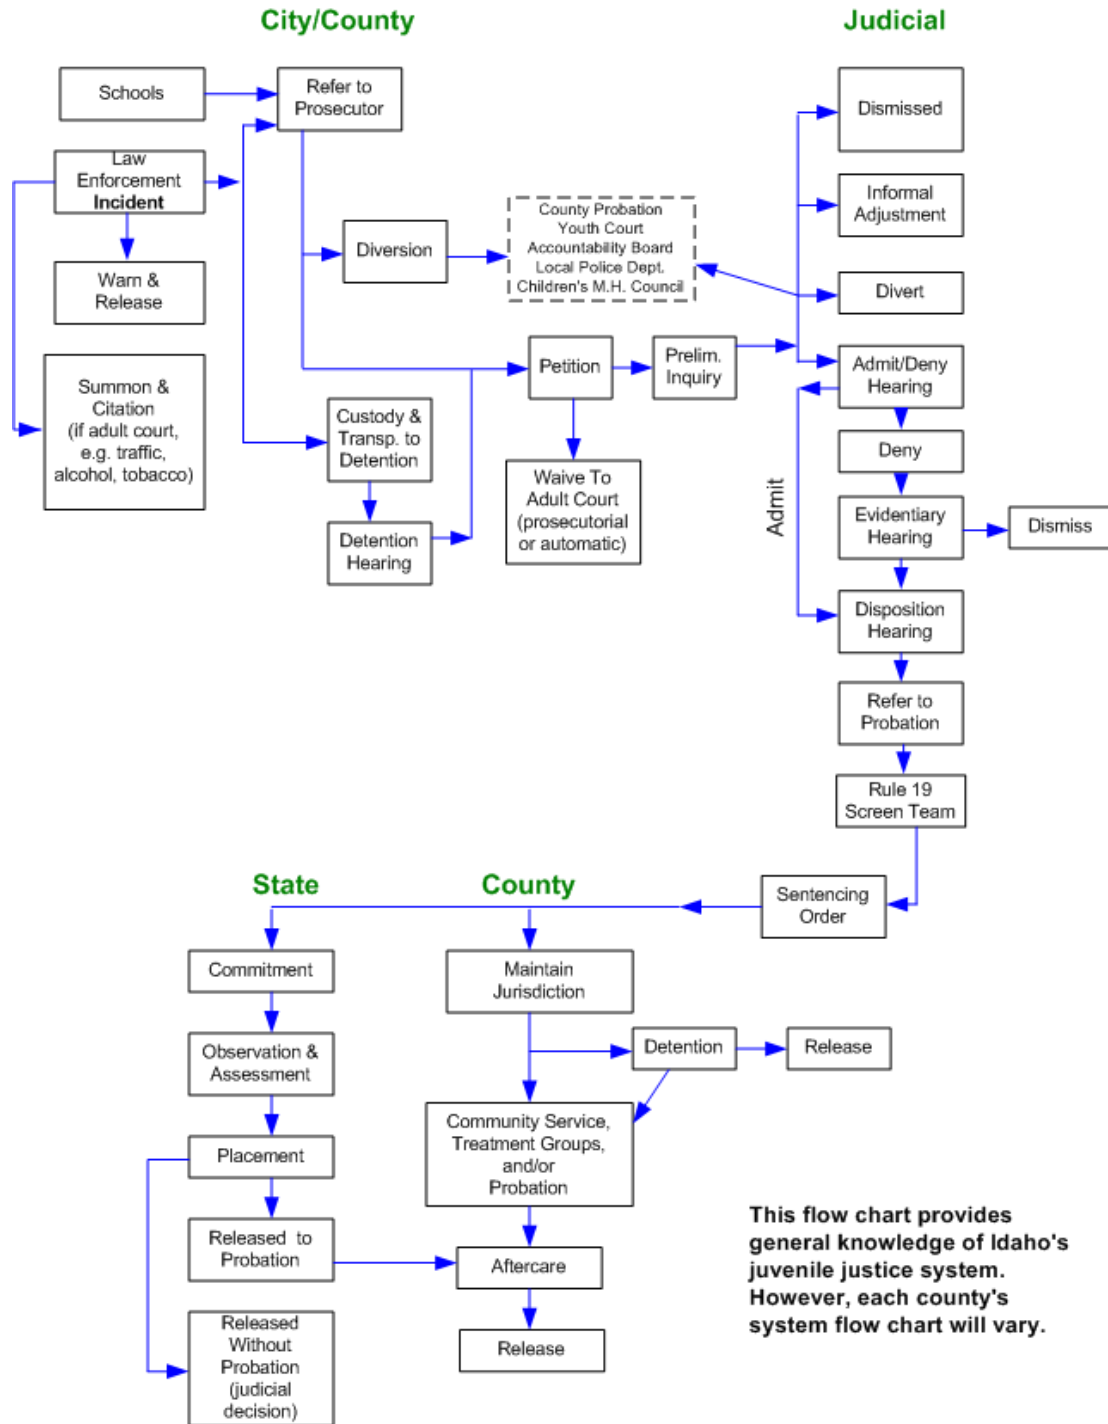 City/County
Judicial
Schools
Refer to
Prosecutor
Dismissed
Law
Enforcement
Incident
Informal
Adjustment
County Probation
Youth Court
Accountability Board
Local Police Dept.
Children's M.H. Council
Diversion
Warn &
Release
Divert
Petition
Prelim.
Inquiry
Admit/Deny
Hearing
Summon &
Citation
(if adult court,
e.g. traffic,
alcohol, tobacco)
Custody &
Transp. to
Detention
Deny
Waive To
Adult Court
(prosecutorial
or automatic)
Admit
Evidentiary
Hearing
Dismiss
Detention
Hearing
Disposition
Hearing
Refer to
Probation
Rule 19
Screen Team
State
County
Sentencing
Order
Commitment
Maintain
Jurisdiction
Observation &
Assessment
Detention
Release
Community Service,
Treatment Groups,
and/or
Probation
Placement
Released to
Probation
Aftercare
This flow chart provides
general knowledge of Idaho's
juvenile justice system.
However, each county's
system flow chart will vary.
Released
Without
Probation
(judicial
decision)
Release